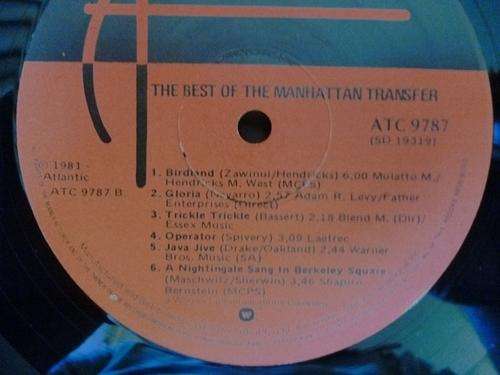 THE BEST OF THE MANHATTAN TRANSFER
ATC 9787
(SD 19319)
℗ 1981 -
Atlantic
ATC 9787 B
1. Birdland (Zawinul/Hendricks) 6,00 Mulatto M./
Hendricks M. West (MCPS)
2. Gloria (Navarro) 2,57 Adam R. Levy/Father
Enterprises (Direct)
3. Trickle Trickle (Bassert) 2,18 Blend M. (Dir)/
Essex Music
4. Operator (Spivery) 3,09 Laetrec
5. Java Jive (Drake/Oakland) 2,44 Warner
Bros. Music (SA)
6. A Nightingale Sang In Berkeley Square
(Maschwitz/Sherwin) 3,46 Shapiro
Bernstein (MCPS)